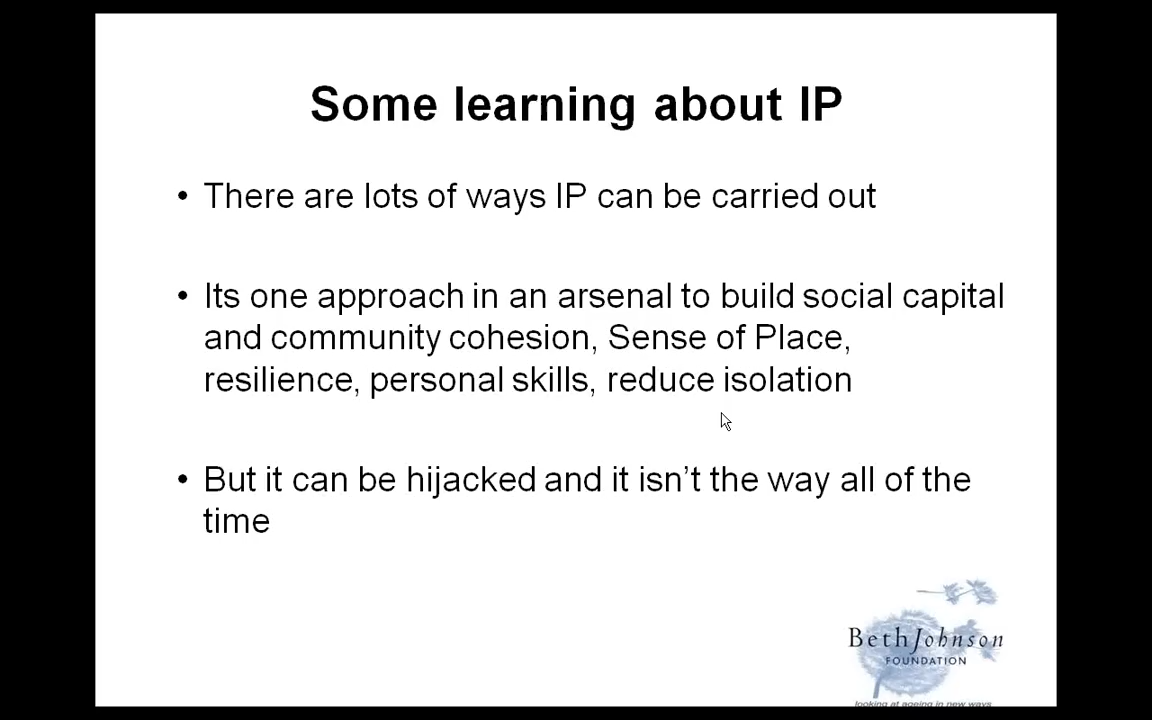 Some learning about IP
• There are lots of ways IP can be carried out
• Its one approach in an arsenal to build social capital
and community cohesion, Sense of Place,
resilience, personal skills, reduce isolation
• But it can be hijacked and it isn't the way all of the
time
Beth Johnson
FOUNDATION
looking at ageing in new ways